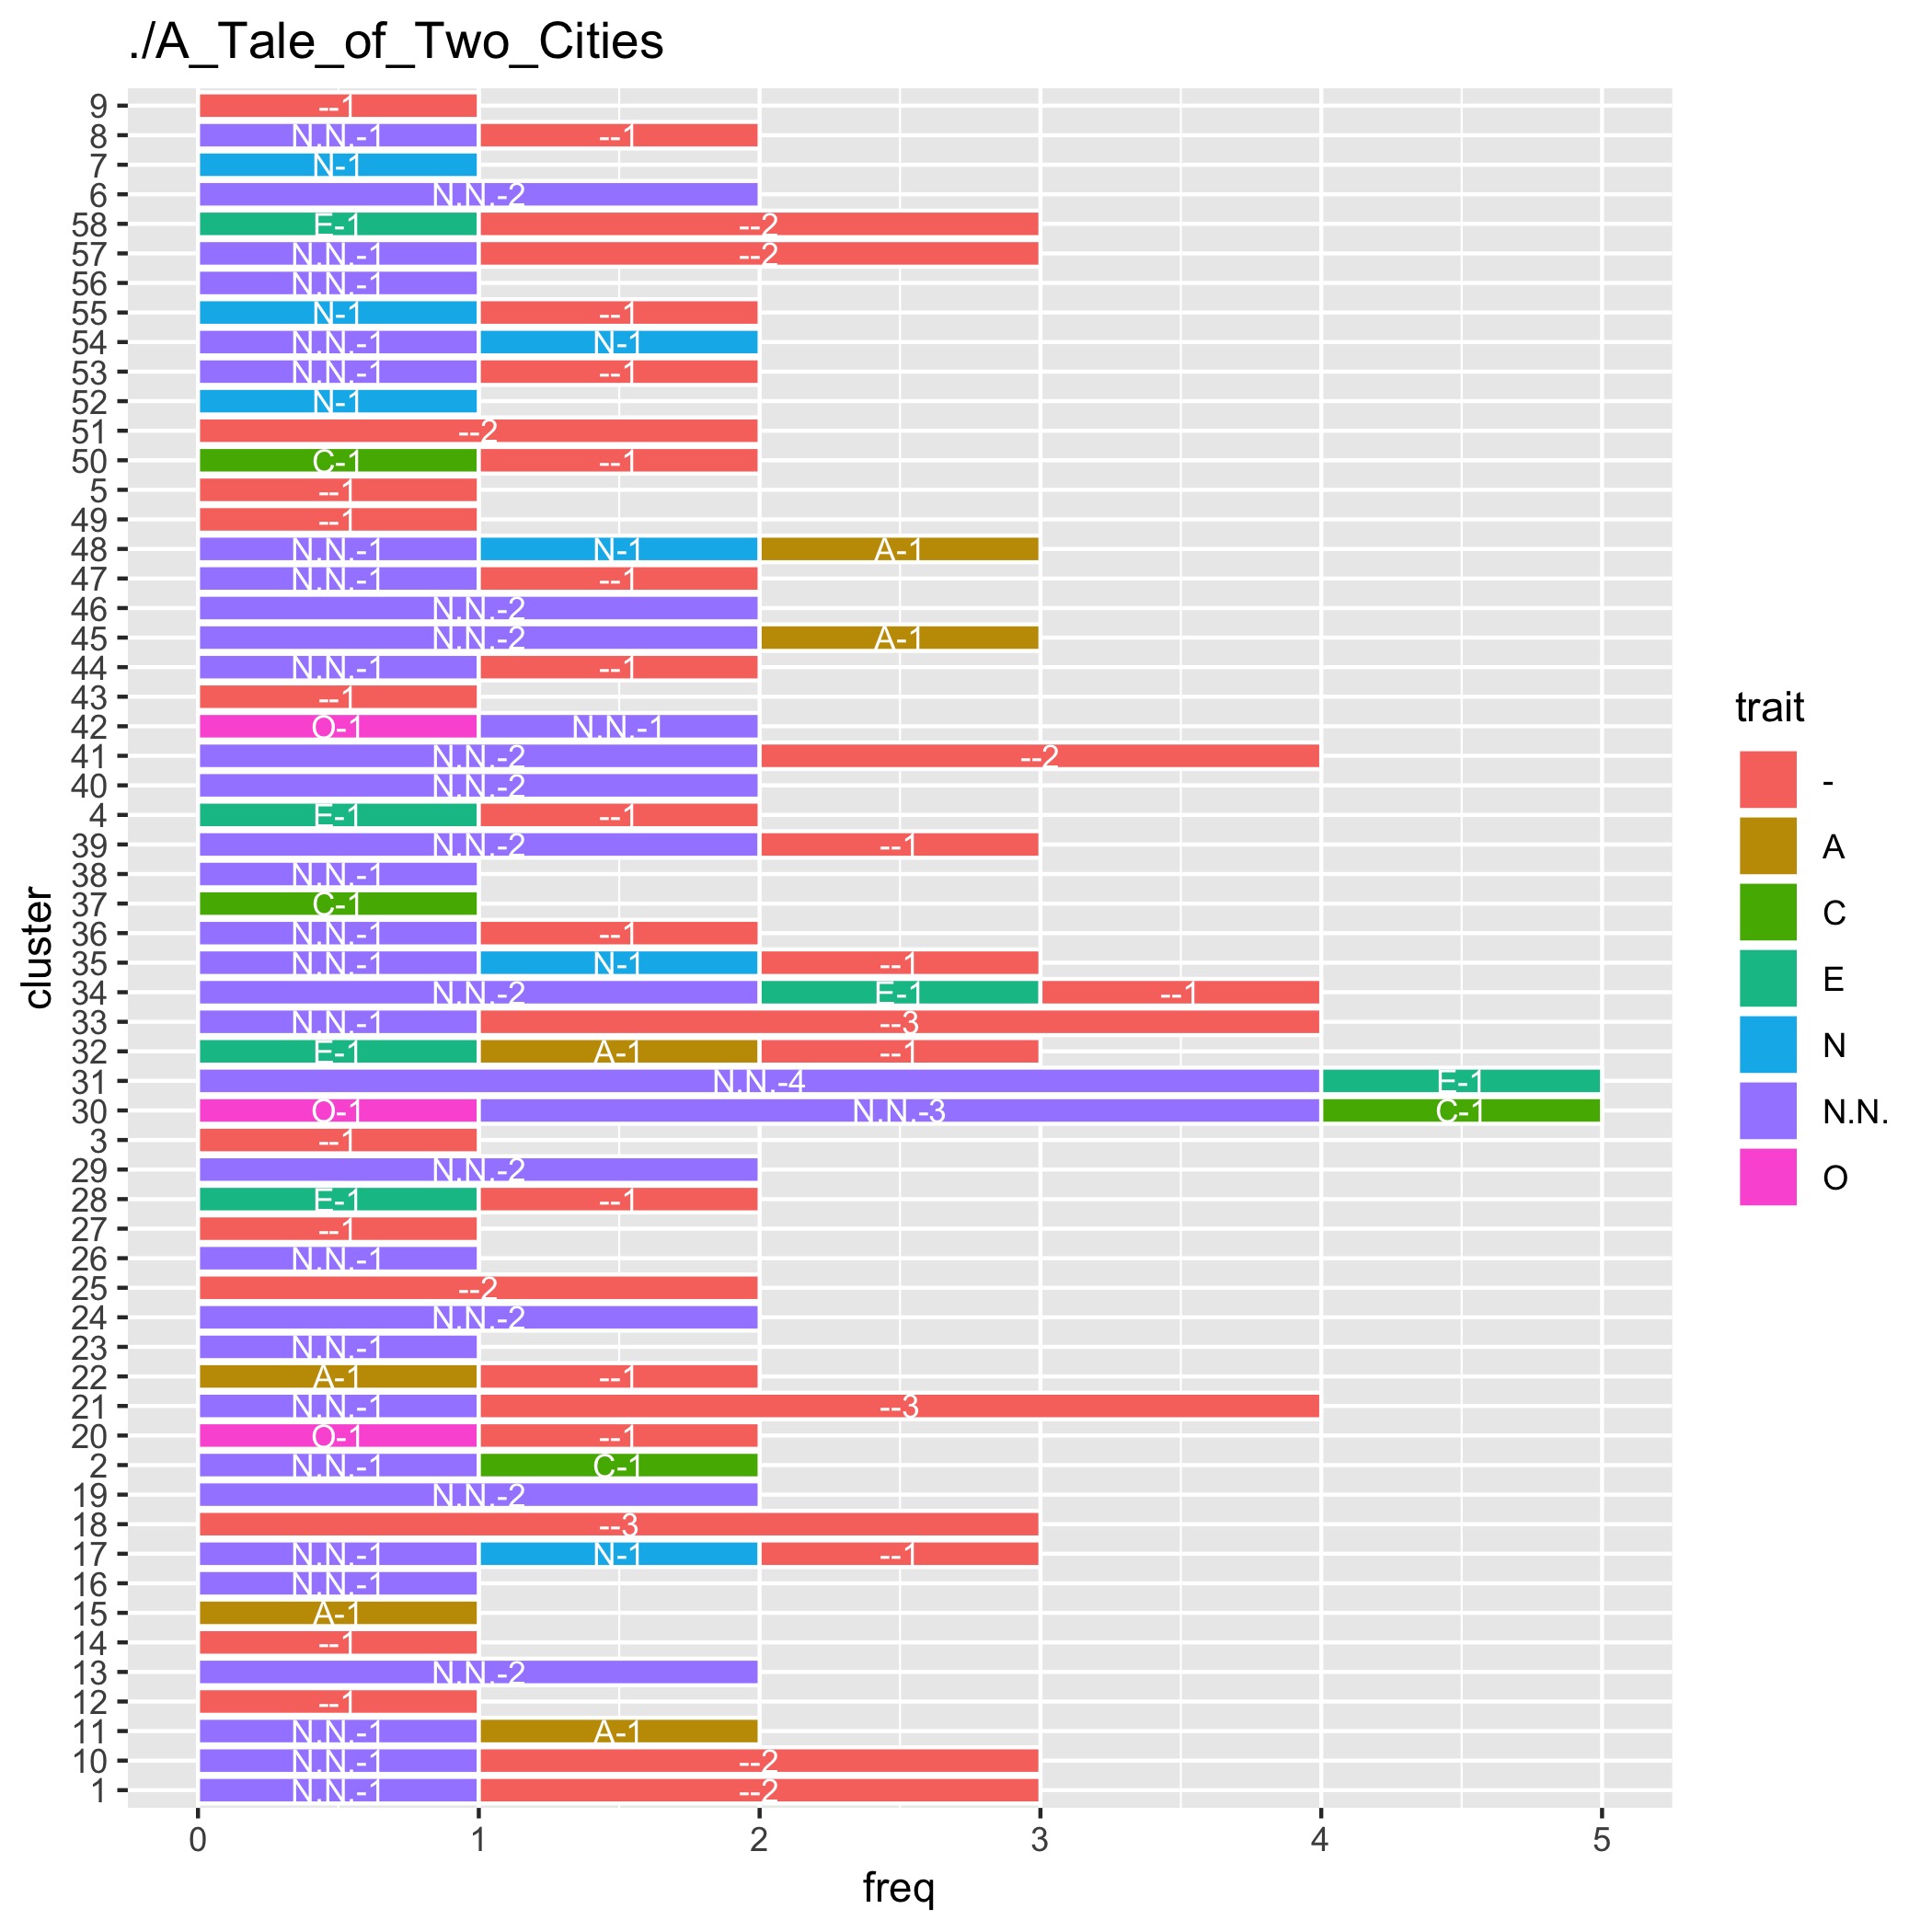 ./A_Tale_of_Two_Cities
9 --1
8 N.N.-1 --1
7 N-1
6 N.N.-2
58 E-1 --2
57 N.N.-1 --2
56 N.N.-1
55 N-1 --1
54 N.N.-1 N-1
53 N.N.-1 --1
52 N-1
51 --2
50 C-1 --1
5 --1
49 --1
48 N.N.-1 N-1 A-1
47 N.N.-1 --1
46 N.N.-2
45 N.N.-2 A-1
44 N.N.-1 --1
43 --1
42 O-1 N.N.-1
41 N.N.-2 --2
40 N.N.-2
4 E-1 --1
39 N.N.-2 --1
38 N.N.-1
37 C-1
36 N.N.-1 --1
35 N.N.-1 N-1 --1
34 N.N.-2 E-1 --1
33 N.N.-1 --3
32 E-1 A-1 --1
31 N.N.-4 E-1
30 O-1 N.N.-3 C-1
3 --1
29 N.N.-2
28 E-1 --1
27 --1
26 N.N.-1
25 --2
24 N.N.-2
23 N.N.-1
22 A-1 --1
21 N.N.-1 --3
20 O-1 --1
2 N.N.-1 C-1
19 N.N.-2
18 --3
17 N.N.-1 N-1 --1
16 N.N.-1
15 A-1
14 --1
13 N.N.-2
12 --1
11 N.N.-1 A-1
10 N.N.-1 --2
1 N.N.-1 --2
0 1 2 3 4 5
freq
cluster
trait
-
A
C
E
N
N.N.
O